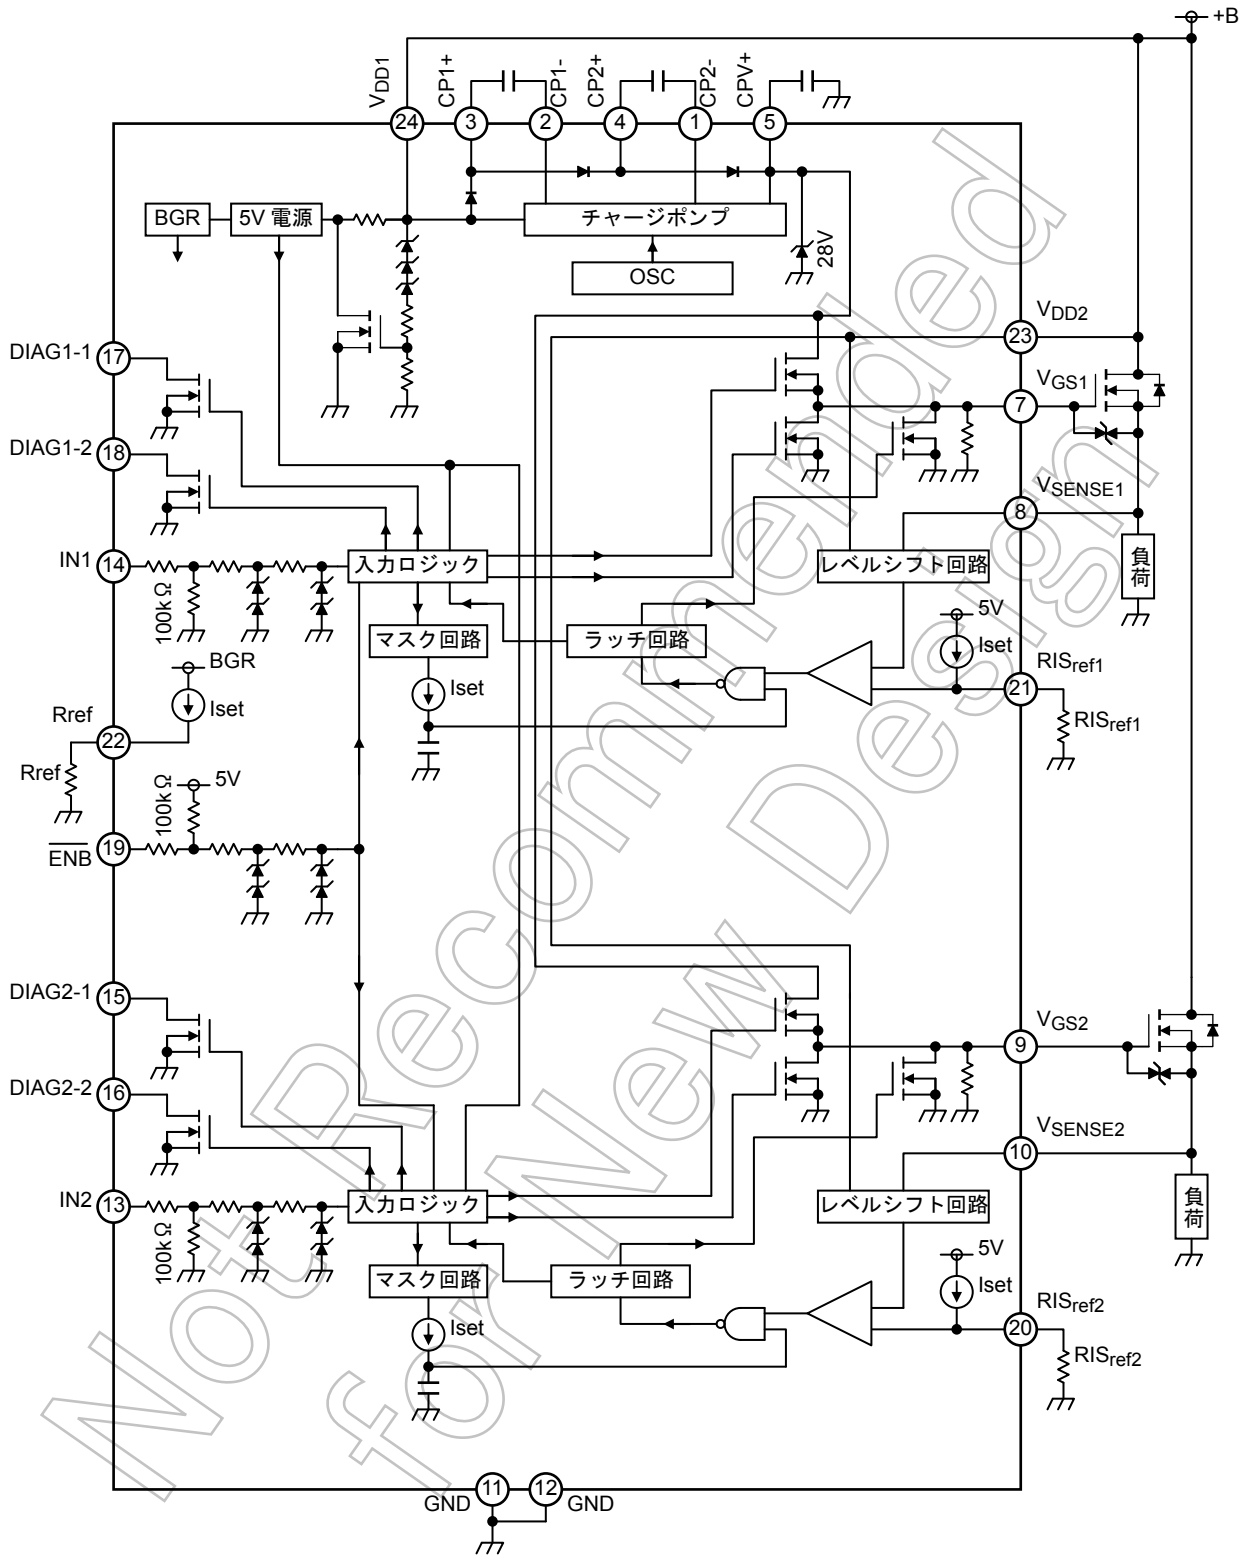 +B
VDD1
CP1+
CP1-
CP2+
CP2-
CPV+
24
3
2
4
1
5
BGR
5V 電源
チャージポンプ
28V
OSC
VDD2
23
DIAG1-1
17
VGS1
7
DIAG1-2
18
VSENSE1
8
IN1
14
100kΩ
入力ロジック
レベルシフト回路
負荷
マスク回路
ラッチ回路
5V
Iset
BGR
Iset
Iset
RISref1
21
RISref1
Rref
22
Rref
5V
100kΩ
ENB
19
DIAG2-1
15
VGS2
9
DIAG2-2
16
VSENSE2
10
IN2
13
100kΩ
入力ロジック
レベルシフト回路
負荷
マスク回路
ラッチ回路
5V
Iset
Iset
RISref2
20
RISref2
GND
11
12
GND
Not Recommended
for New Design